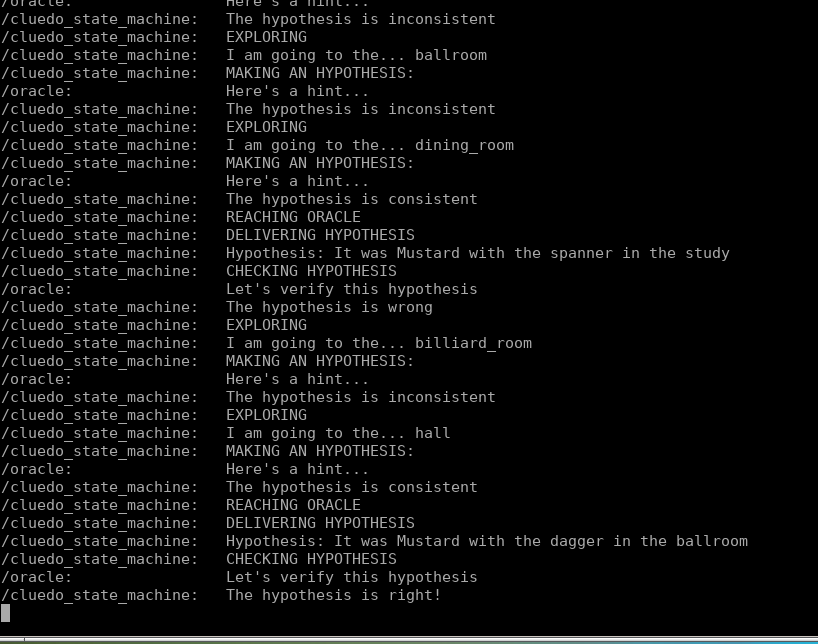 /oracle:                 Here's a hint...
/cluedo_state_machine:   The hypothesis is inconsistent
/cluedo_state_machine:   EXPLORING
/cluedo_state_machine:   I am going to the... ballroom
/cluedo_state_machine:   MAKING AN HYPOTHESIS:
/oracle:                 Here's a hint...
/cluedo_state_machine:   The hypothesis is inconsistent
/cluedo_state_machine:   EXPLORING
/cluedo_state_machine:   I am going to the... dining_room
/cluedo_state_machine:   MAKING AN HYPOTHESIS:
/oracle:                 Here's a hint...
/cluedo_state_machine:   The hypothesis is consistent
/cluedo_state_machine:   REACHING ORACLE
/cluedo_state_machine:   DELIVERING HYPOTHESIS
/cluedo_state_machine:   Hypothesis: It was Mustard with the spanner in the study
/cluedo_state_machine:   CHECKING HYPOTHESIS
/oracle:                 Let's verify this hypothesis
/cluedo_state_machine:   The hypothesis is wrong
/cluedo_state_machine:   EXPLORING
/cluedo_state_machine:   I am going to the... billiard_room
/cluedo_state_machine:   MAKING AN HYPOTHESIS:
/oracle:                 Here's a hint...
/cluedo_state_machine:   The hypothesis is inconsistent
/cluedo_state_machine:   EXPLORING
/cluedo_state_machine:   I am going to the... hall
/cluedo_state_machine:   MAKING AN HYPOTHESIS:
/oracle:                 Here's a hint...
/cluedo_state_machine:   The hypothesis is consistent
/cluedo_state_machine:   REACHING ORACLE
/cluedo_state_machine:   DELIVERING HYPOTHESIS
/cluedo_state_machine:   Hypothesis: It was Mustard with the dagger in the ballroom
/cluedo_state_machine:   CHECKING HYPOTHESIS
/oracle:                 Let's verify this hypothesis
/cluedo_state_machine:   The hypothesis is right!